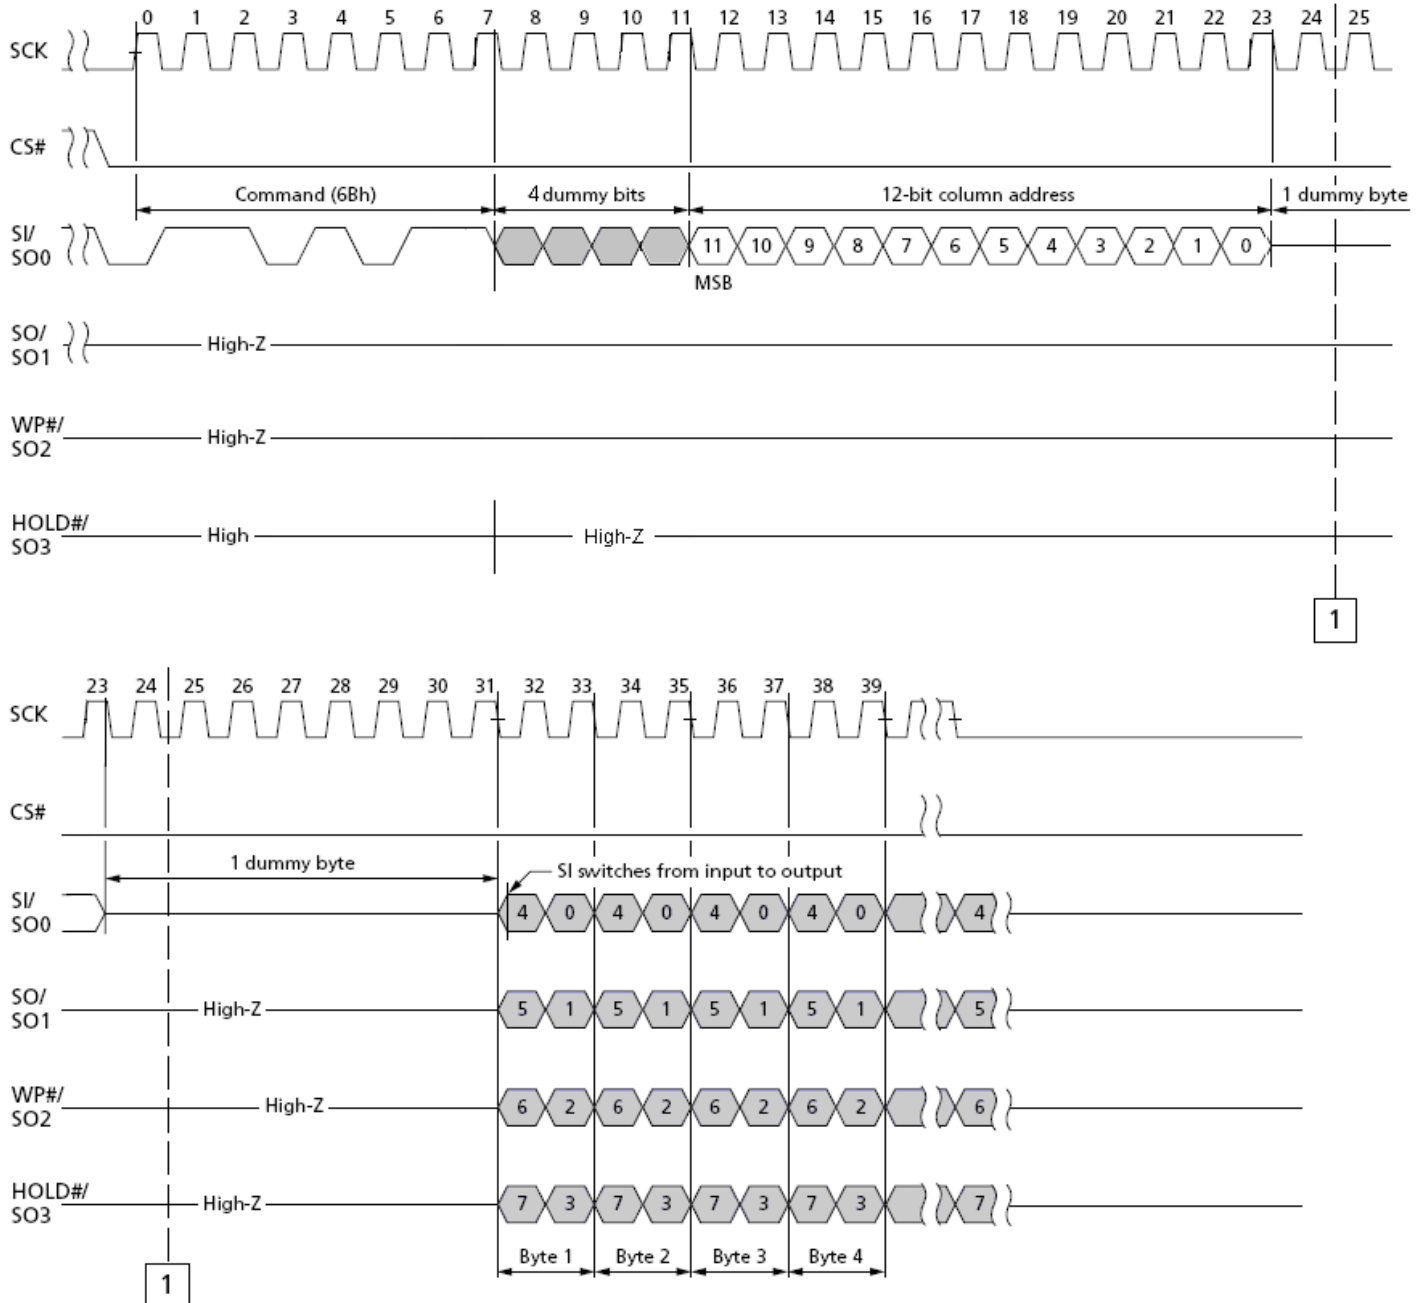 0 1 2 3 4 5 6 7 8 9 10 11 12 13 14 15 16 17 18 19 20 21 22 23 24 25
SCK
CS#
Command (6Bh) 4 dummy bits 12-bit column address 1 dummy byte
SI/
SO0
11 10 9 8 7 6 5 4 3 2 1 0
MSB
SO/
SO1
High-Z
WP#/
SO2
High-Z
HOLD#/
SO3
High High-Z
1
23 24 25 26 27 28 29 30 31 32 33 34 35 36 37 38 39
SCK
CS#
1 dummy byte SI switches from input to output
SI/
SO0
4 0 4 0 4 0 4 0 4
SO/
SO1
High-Z 5 1 5 1 5 1 5 1 5
WP#/
SO2
High-Z 6 2 6 2 6 2 6 2 6
HOLD#/
SO3
High-Z 7 3 7 3 7 3 7 3 7
Byte 1 Byte 2 Byte 3 Byte 4
1